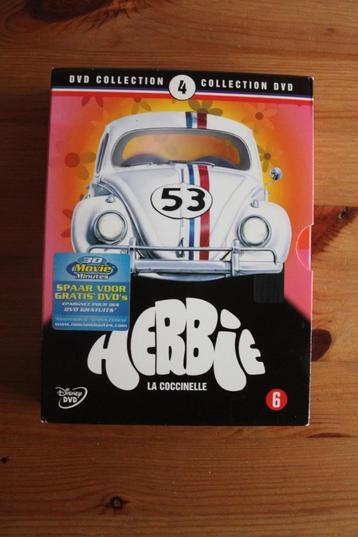 DVD COLLECTION 4 COLLECTION DVD
53
30
Movie
Minutes
SPAAR VOOR
GRATIS DVD's
EPARGNEZ POUR DES
DVD GRATUITS*
HERBIE
LA COCCINELLE
Disney
DVD
6